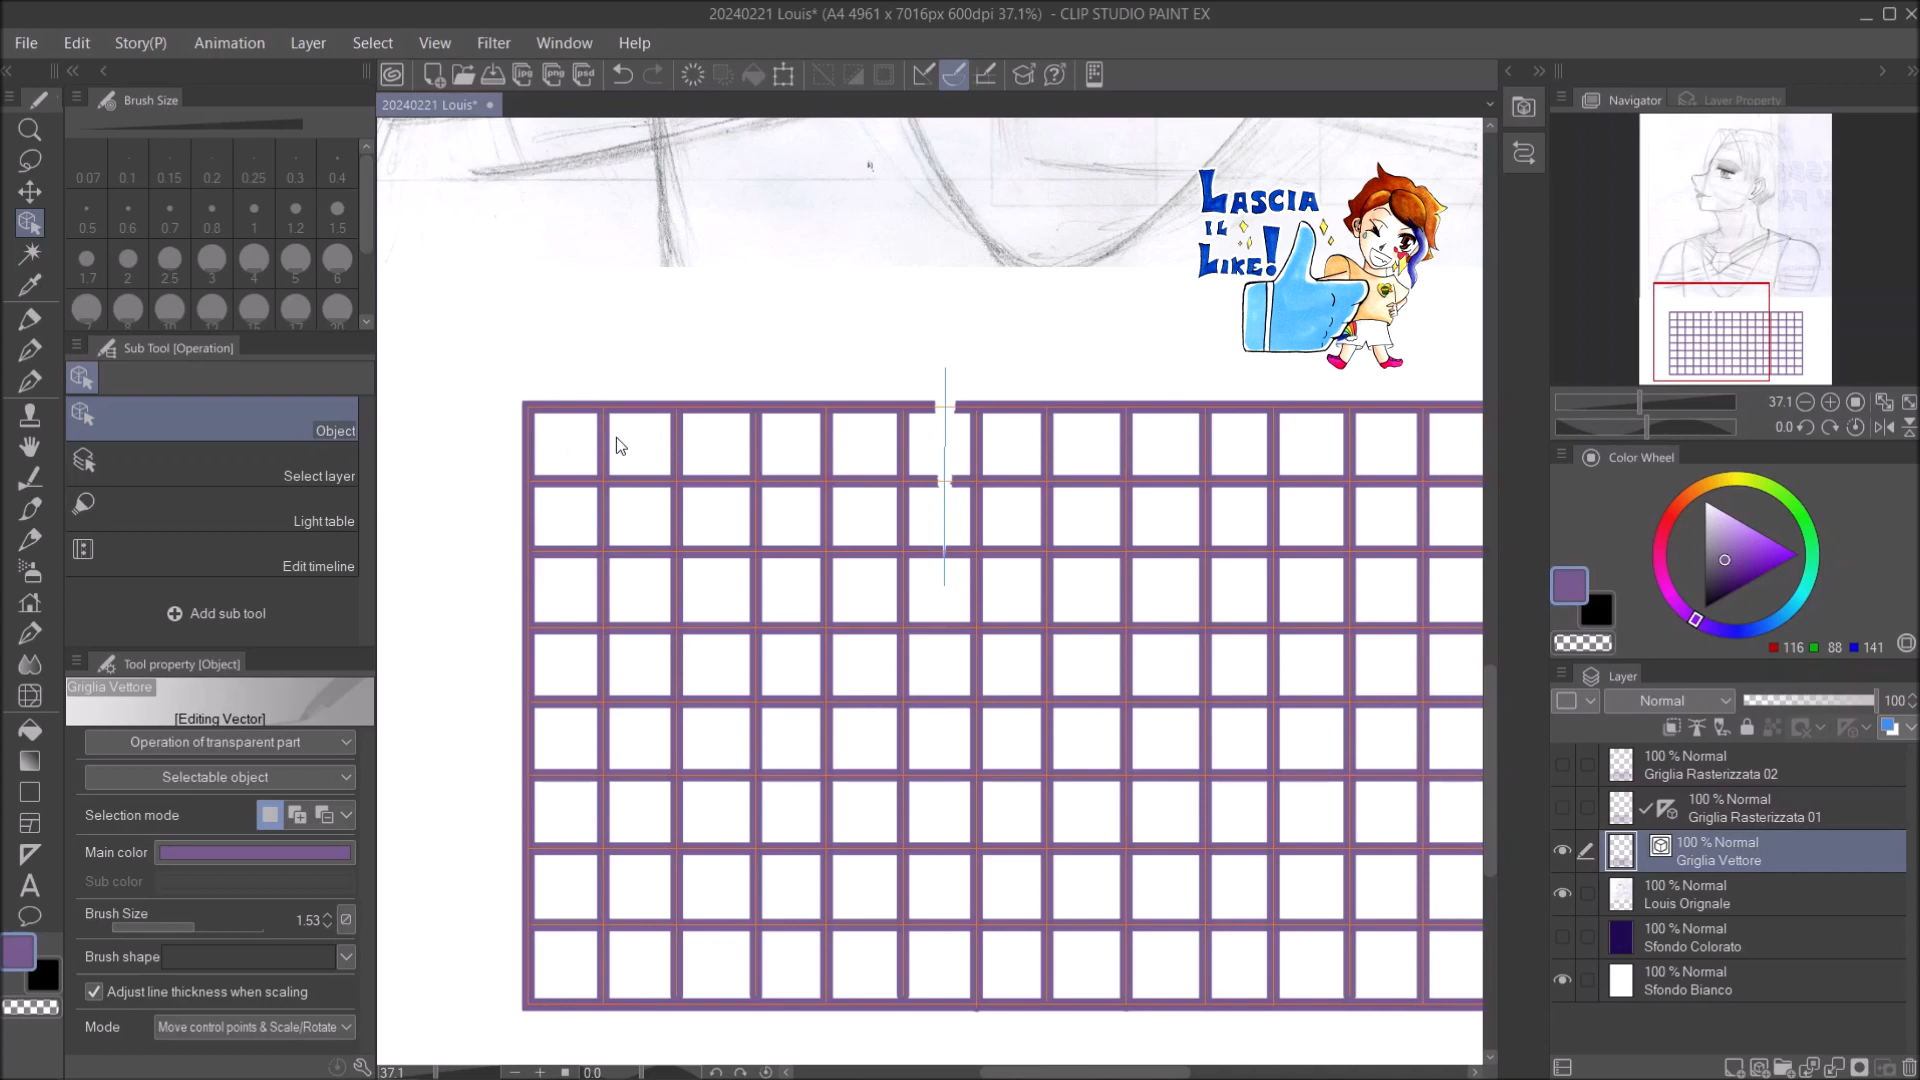 20240221 Louis* (A4 4961 x 7016px 600dpi 37.1%) - CLIP STUDIO PAINT EX
File Edit Story(P) Animation Layer Select View Filter Window Help
Brush Size
20240221 Louis*
Navigator Layer Property
0.07 0.1 0.15 0.2 0.25 0.3 0.4
0.5 0.6 0.7 0.8 1 1.2 1.5
1.7 2 2.5 3 4 5 6
7 8 10 12 15 17 20
LASCIA
IL
LIKE!
Sub Tool [Operation]
Object
Select layer
Light table
Edit timeline
Add sub tool
Tool property [Object]
Griglia Vettore
[Editing Vector]
Operation of transparent part
Selectable object
Selection mode
Main color
Sub color
Brush Size 1.53
Brush shape
Adjust line thickness when scaling
Mode Move control points & Scale/Rotate
37.1 0.0
37.1
0.0
Color Wheel
116 88 141
Layer
Normal 100
100 % Normal
Griglia Rasterizzata 02
100 % Normal
Griglia Rasterizzata 01
100 % Normal
Griglia Vettore
100 % Normal
Louis Orignale
100 % Normal
Sfondo Colorato
100 % Normal
Sfondo Bianco